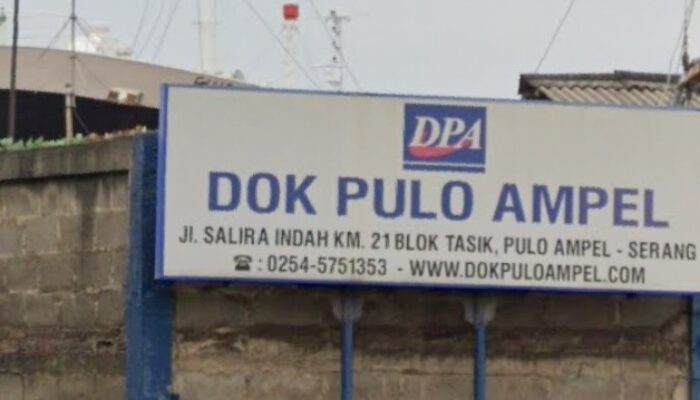 DPA
DOK PULO AMPEL
Jl. SALIRA INDAH KM. 21 BLOK TASIK, PULO AMPEL - SERANG
☎ : 0254-5751353 - WWW.DOKPULOAMPEL.COM